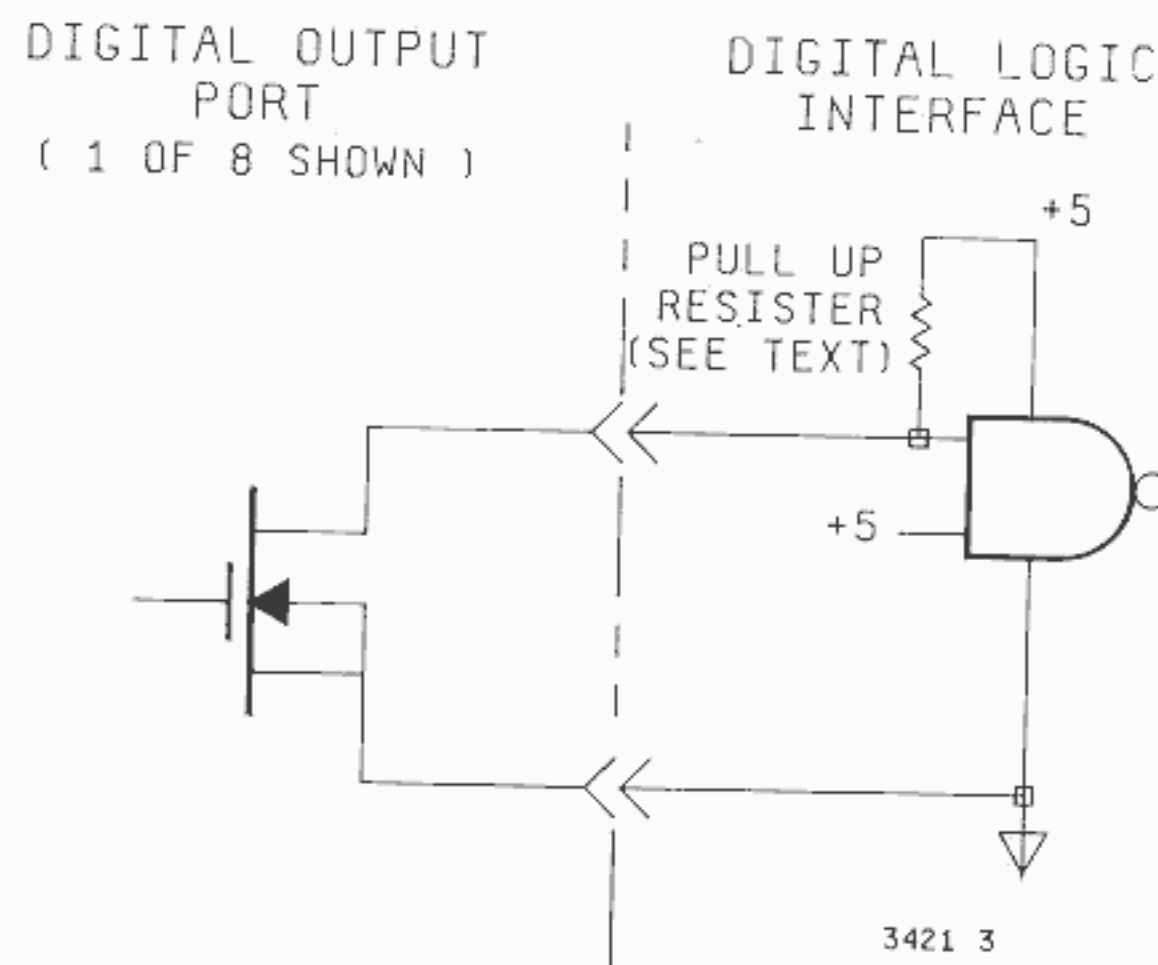 DIGITAL OUTPUT
PORT
( 1 OF 8 SHOWN )
DIGITAL LOGIC
INTERFACE
+5
PULL UP
RESISTER
(SEE TEXT)
+5
3421 3